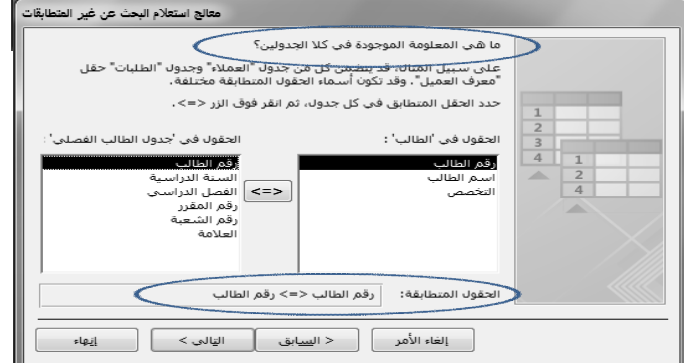 معالج استعلام البحث عن غير المتطابقات
ما هي المعلومة الموجودة في كلا الجدولين؟
على سبيل المثال، قد يتضمن كل من جدول "العملاء" وجدول "الطلبات" حقل
"معرف العميل". وقد تكون أسماء الحقول المتطابقة مختلفة.
حدد الحقل المتطابق في كل جدول، ثم انقر فوق الزر <=>.
الحقول في 'الطالب' :
رقم الطالب
اسم الطالب
التخصص
<=>
الحقول في 'جدول الطالب الفصلي' :
رقم الطالب
السنة الدراسية
الفصل الدراسي
رقم المقرر
رقم الشعبة
العلامة
1
2
3
4
1
2
4
الحقول المتطابقة: رقم الطالب <=> رقم الطالب
إلغاء الأمر
< السابق
التالي >
إنهاء